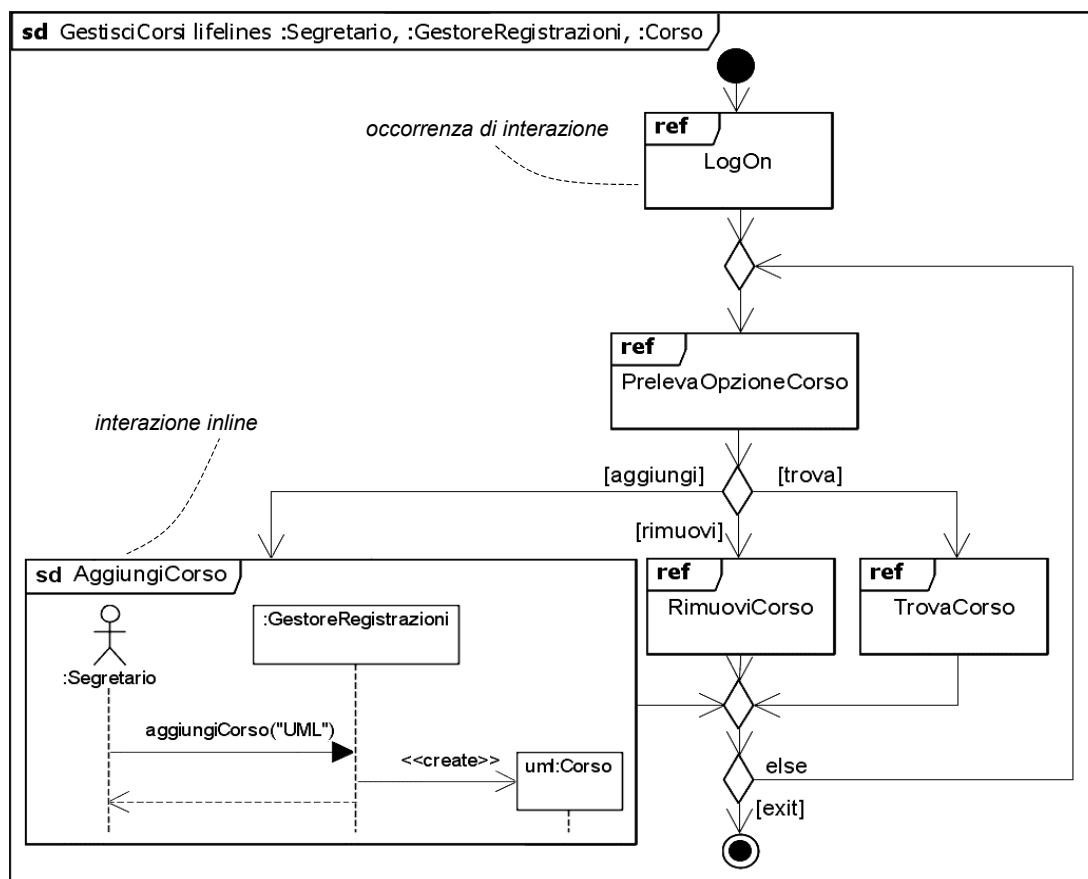 sd GestisciCorsi lifelines :Segretario, :GestoreRegistrazioni, :Corso
occorrenza di interazione
ref
LogOn
ref
PrelevaOpzioneCorso
interazione inline
[aggiungi]
[trova]
[rimuovi]
sd AggiungiCorso
:Segretario
:GestoreRegistrazioni
aggiungiCorso("UML")
<<create>>
uml:Corso
ref
RimuoviCorso
ref
TrovaCorso
else
[exit]